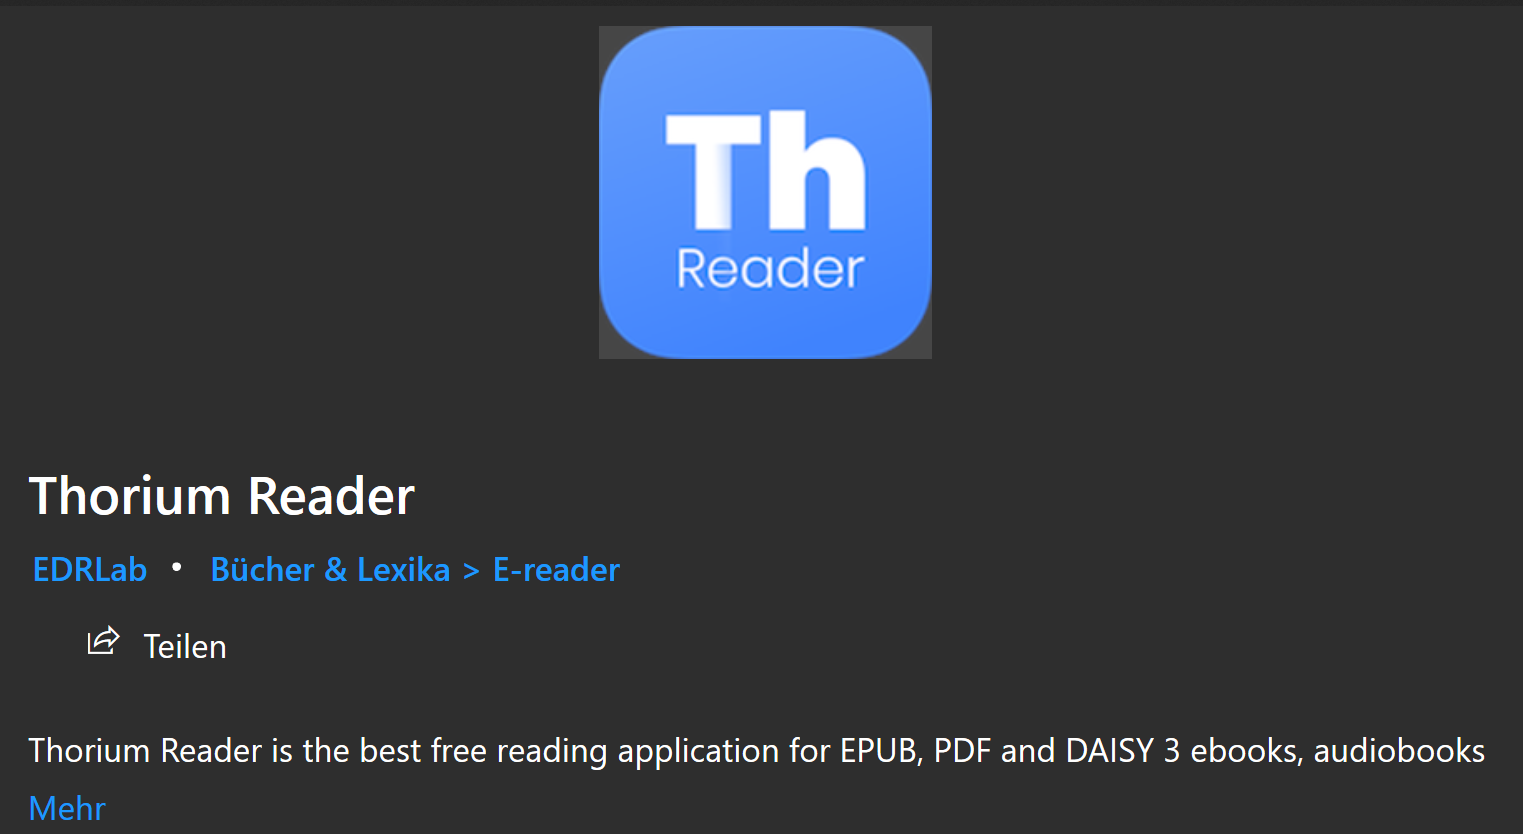 Th
Reader
Thorium Reader
EDRLab • Bücher & Lexika > E-reader
Teilen
Thorium Reader is the best free reading application for EPUB, PDF and DAISY 3 ebooks, audiobooks
Mehr